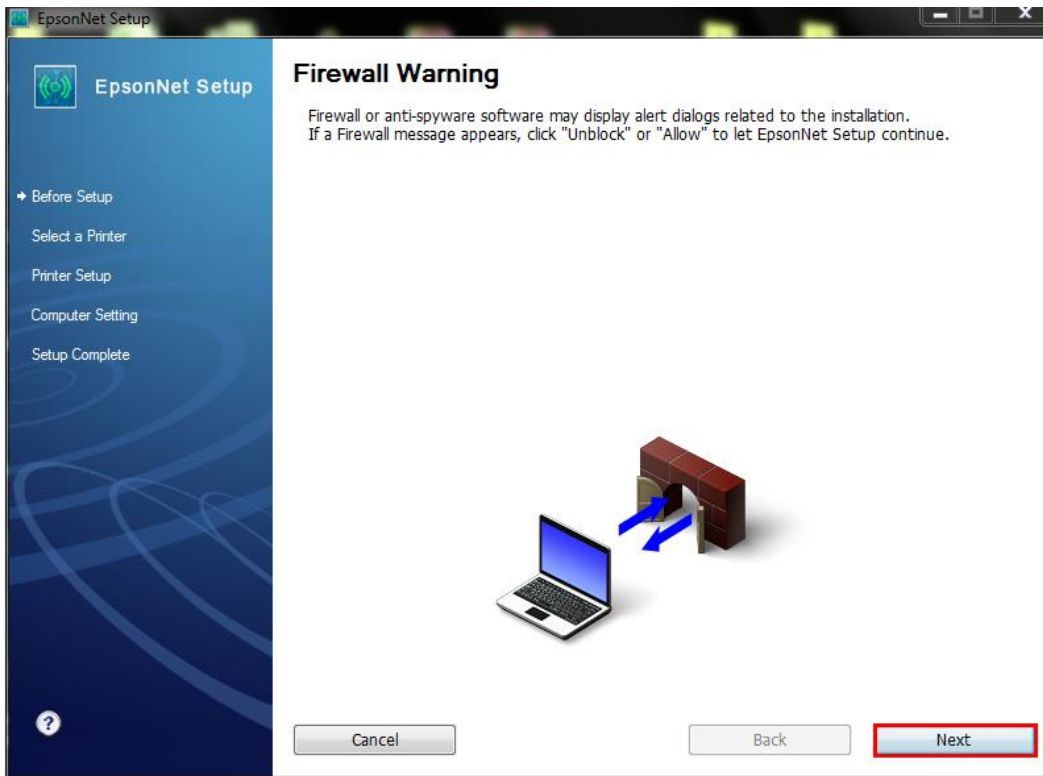 EpsonNet Setup
EpsonNet Setup
Before Setup
Select a Printer
Printer Setup
Computer Setting
Setup Complete
Firewall Warning
Firewall or anti-spyware software may display alert dialogs related to the installation.
If a Firewall message appears, click "Unblock" or "Allow" to let EpsonNet Setup continue.
?
Cancel
Back
Next